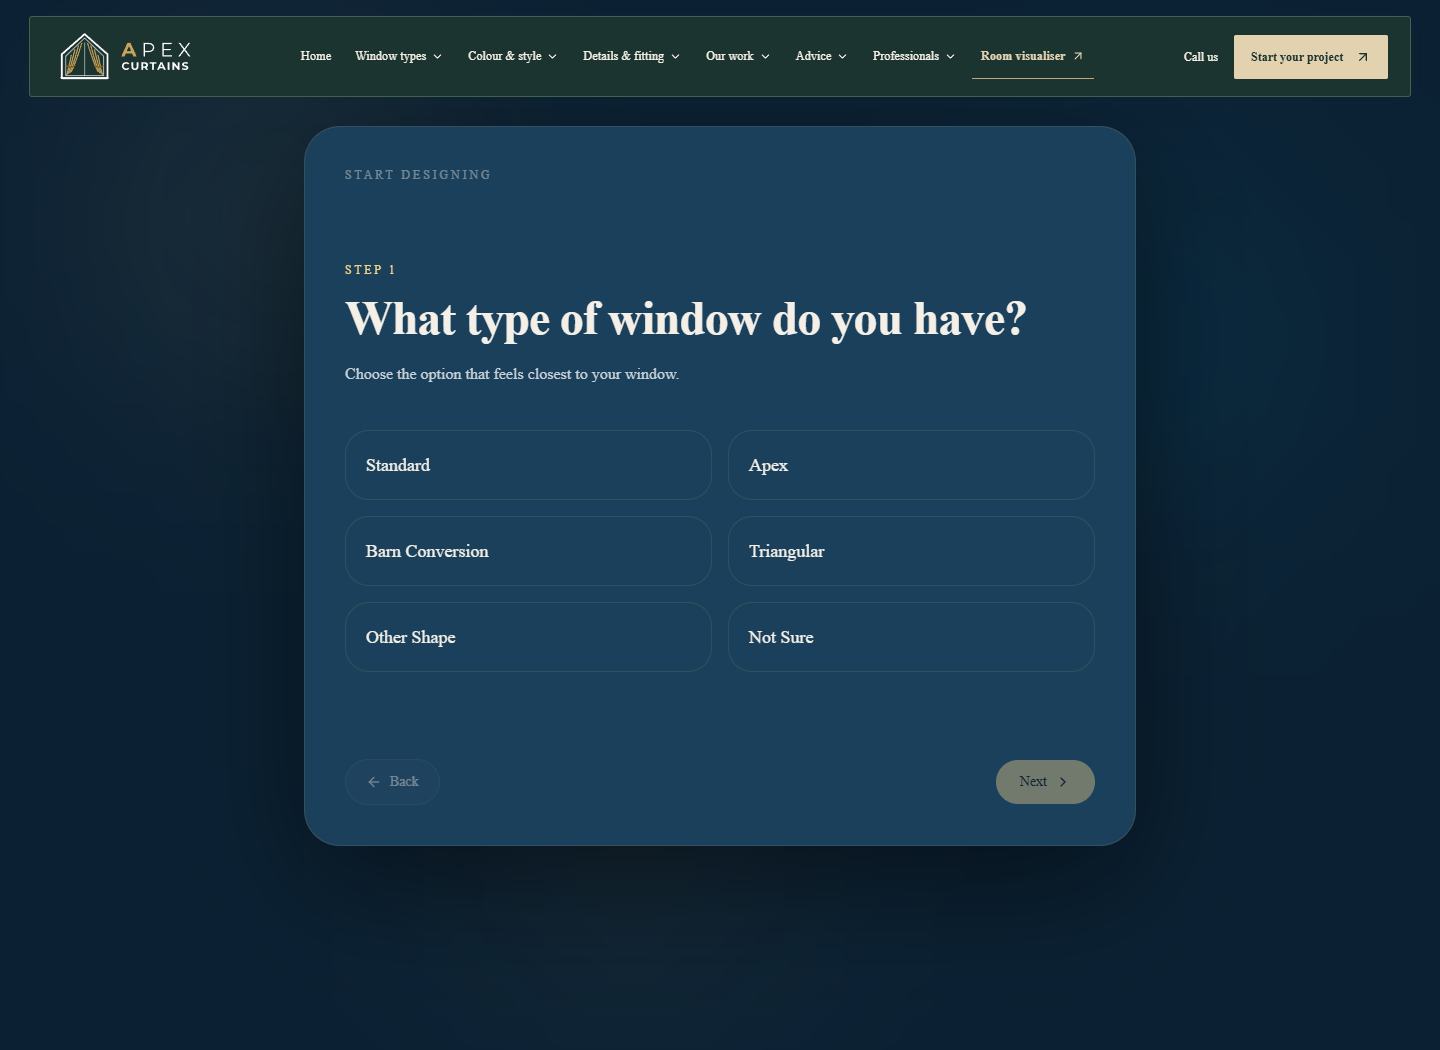 APEX
CURTAINS
Home
Window types
Colour & style
Details & fitting
Our work
Advice
Professionals
Room visualiser
Call us
Start your project
START DESIGNING
STEP 1
What type of window do you have?
Choose the option that feels closest to your window.
Standard
Apex
Barn Conversion
Triangular
Other Shape
Not Sure
Back
Next